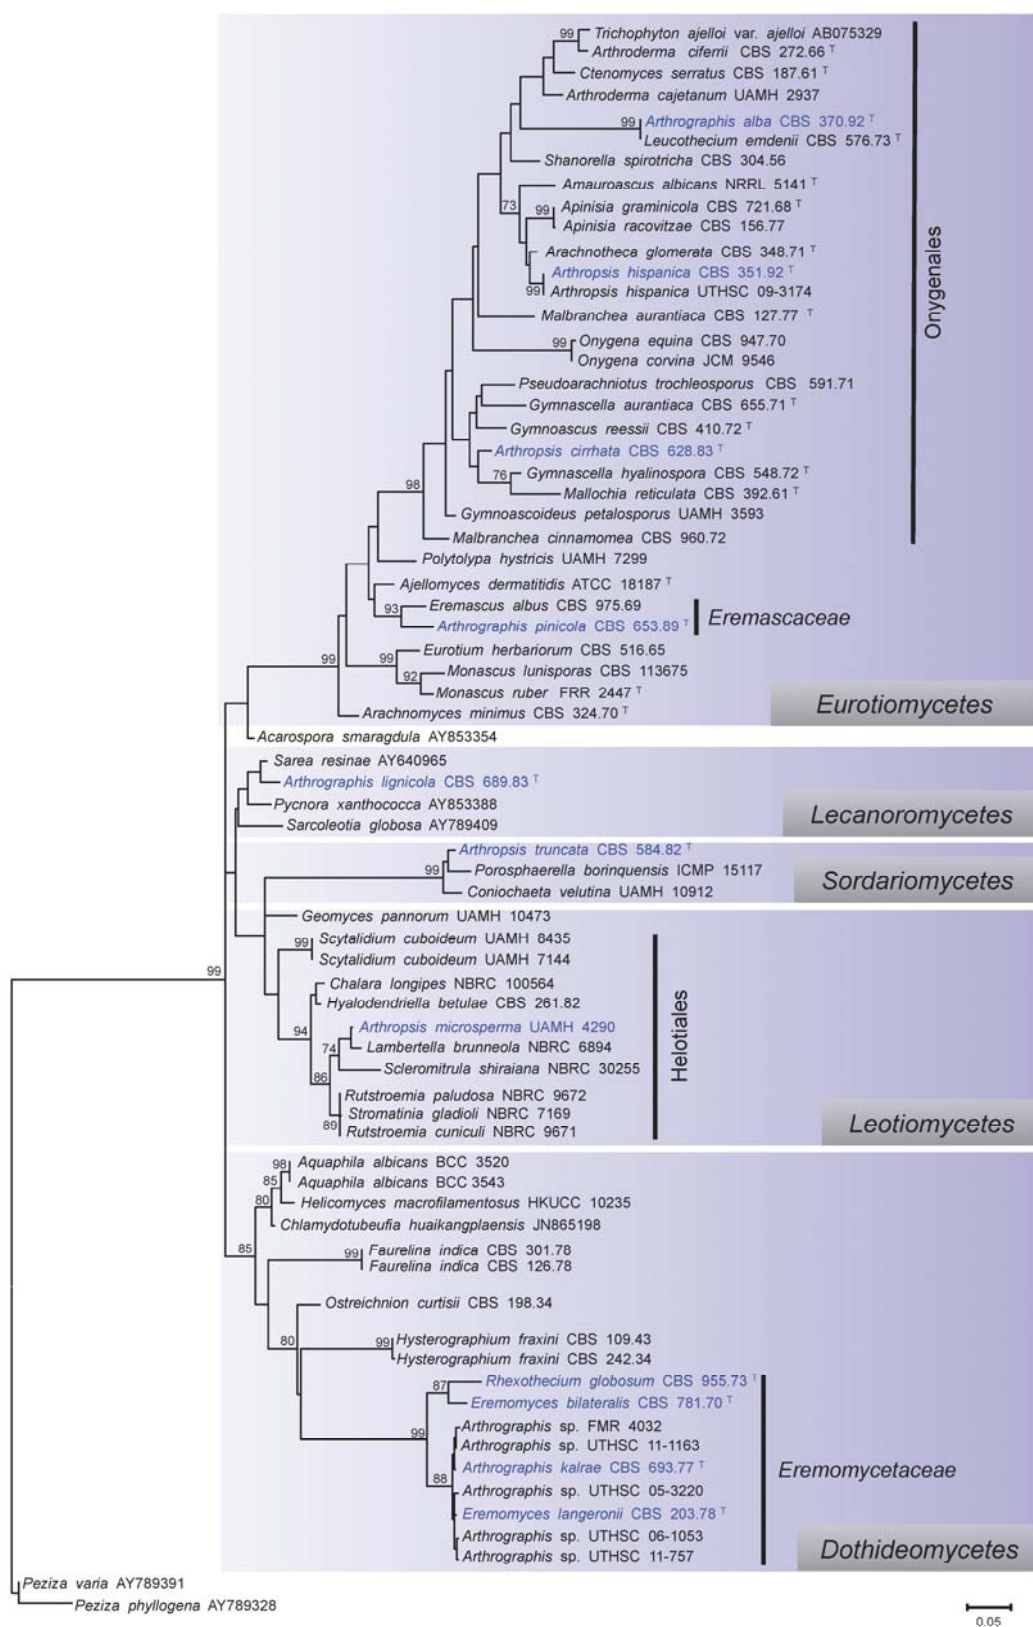 99
Trichophyton ajelloi var. ajelloi AB075329
Arthroderma ciferrii CBS 272.66 T
Ctenomyces serratus CBS 187.61 T
Arthroderma cajetanum UAMH 2937
99
Arthrographis alba CBS 370.92 T
Leucothecium emdenii CBS 576.73 T
Shanorella spirotricha CBS 304.56
Amauroascus albicans NRRL 5141 T
73
99
Apinisia graminicola CBS 721.68 T
Apinisia racovitzae CBS 156.77
Arachnotheca glomerata CBS 348.71 T
Arthropsis hispanica CBS 351.92 T
99
Arthropsis hispanica UTHSC 09-3174
Malbranchea aurantiaca CBS 127.77 T
99
Onygena equina CBS 947.70
Onygena corvina JCM 9546
Pseudoarachniotus trochleosporus CBS 591.71
Gymnascella aurantiaca CBS 655.71 T
Gymnoascus reessii CBS 410.72 T
Arthropsis cirrhata CBS 628.83 T
76
Gymnascella hyalinospora CBS 548.72 T
98
Mallochia reticulata CBS 392.61 T
Gymnoascoideus petalosporus UAMH 3593
Malbranchea cinnamomea CBS 960.72
Onygenales
Polytolypa hystricis UAMH 7299
Ajellomyces dermatitidis ATCC 18187 T
93
Eremascus albus CBS 975.69
Arthrographis pinicola CBS 653.89 T
Eremascaceae
99
99
Eurotium herbariorum CBS 516.65
92
Monascus lunisporas CBS 113675
Monascus ruber FRR 2447 T
Arachnomyces minimus CBS 324.70 T
Eurotiomycetes
Acarospora smaragdula AY853354
Sarea resinae AY640965
Arthrographis lignicola CBS 689.83 T
Pycnora xanthococca AY853388
Sarcoleotia globosa AY789409
Lecanoromycetes
Arthropsis truncata CBS 584.82 T
99
Porosphaerella borinquensis ICMP 15117
Coniochaeta velutina UAMH 10912
Sordariomycetes
Geomyces pannorum UAMH 10473
99
Scytalidium cuboideum UAMH 8435
Scytalidium cuboideum UAMH 7144
99
Chalara longipes NBRC 100564
Hyalodendriella betulae CBS 261.82
94
Arthropsis microsperma UAMH 4290
74
Lambertella brunneola NBRC 6894
Scleromitrula shiraiana NBRC 30255
86
Rutstroemia paludosa NBRC 9672
Stromatinia gladioli NBRC 7169
89
Rutstroemia cuniculi NBRC 9671
Helotiales
Leotiomycetes
98
Aquaphila albicans BCC 3520
85
Aquaphila albicans BCC 3543
80
Helicomyces macrofilamentosus HKUCC 10235
Chlamydotubeufia huaikangplaensis JN865198
85
99
Faurelina indica CBS 301.78
Faurelina indica CBS 126.78
Ostreichnion curtisii CBS 198.34
80
99
Hysterographium fraxini CBS 109.43
Hysterographium fraxini CBS 242.34
87
Rhexothecium globosum CBS 955.73 T
Eremomyces bilateralis CBS 781.70 T
99
Arthrographis sp. FMR 4032
Arthrographis sp. UTHSC 11-1163
88
Arthrographis kalrae CBS 693.77 T
Arthrographis sp. UTHSC 05-3220
Eremomyces langeronii CBS 203.78 T
Arthrographis sp. UTHSC 06-1053
Arthrographis sp. UTHSC 11-757
Eremomycetaceae
Dothideomycetes
Peziza varia AY789391
Peziza phyllogena AY789328
0.05